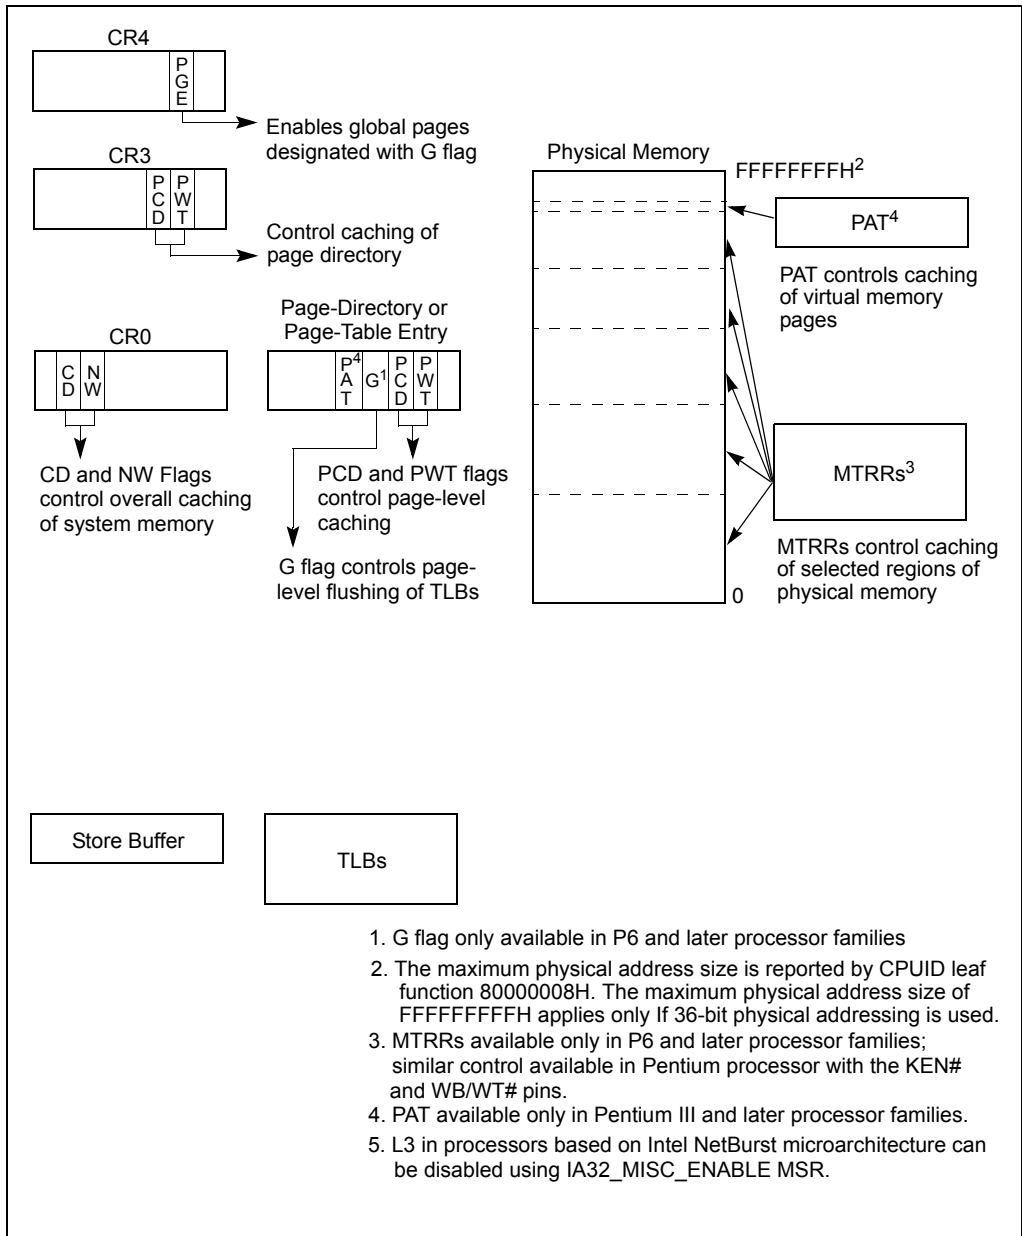 CR4
PGE
Enables global pages
designated with G flag
CR3
PCD PWT
Control caching of
page directory
CR0
CD NW
CD and NW Flags
control overall caching
of system memory
Page-Directory or
Page-Table Entry
PAT4 G1 PCD PWT
PCD and PWT flags
control page-level
caching
G flag controls page-
level flushing of TLBs
Physical Memory
FFFFFFFFH2
0
PAT4
PAT controls caching
of virtual memory
pages
MTRRs3
MTRRs control caching
of selected regions of
physical memory
Store Buffer
TLBs
1. G flag only available in P6 and later processor families
2. The maximum physical address size is reported by CPUID leaf
function 80000008H. The maximum physical address size of
FFFFFFFFFH applies only If 36-bit physical addressing is used.
3. MTRRs available only in P6 and later processor families;
similar control available in Pentium processor with the KEN#
and WB/WT# pins.
4. PAT available only in Pentium III and later processor families.
5. L3 in processors based on Intel NetBurst microarchitecture can
be disabled using IA32_MISC_ENABLE MSR.